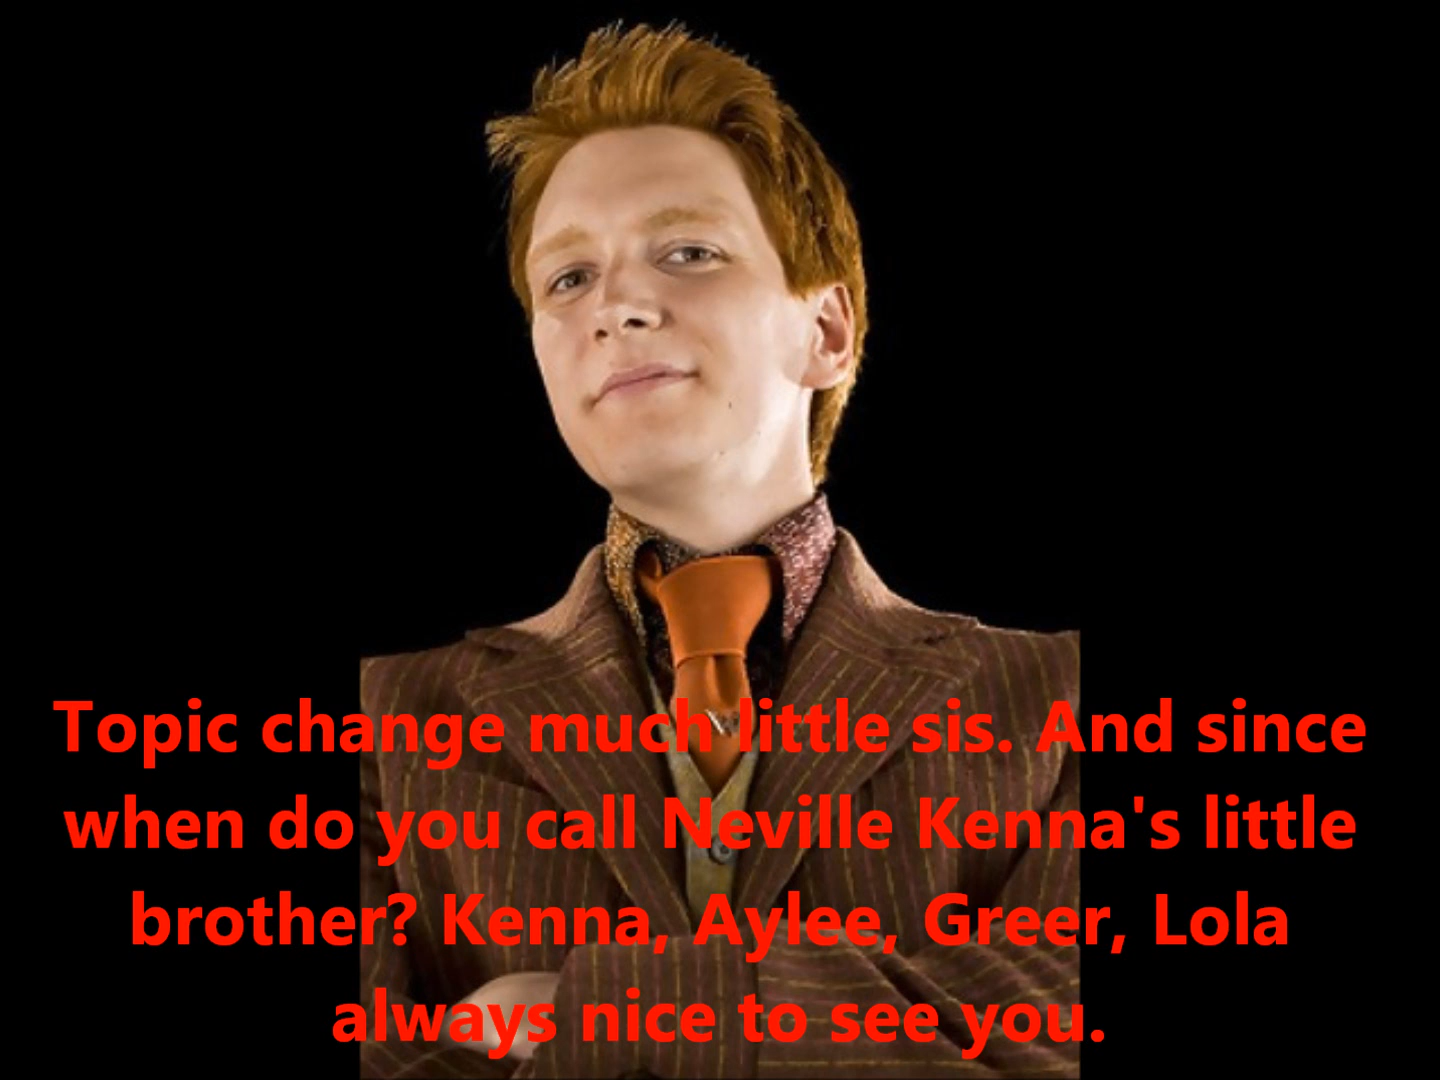 Topic change much little sis. And since
when do you call Neville Kenna's little
brother? Kenna, Aylee, Greer, Lola
always nice to see you.